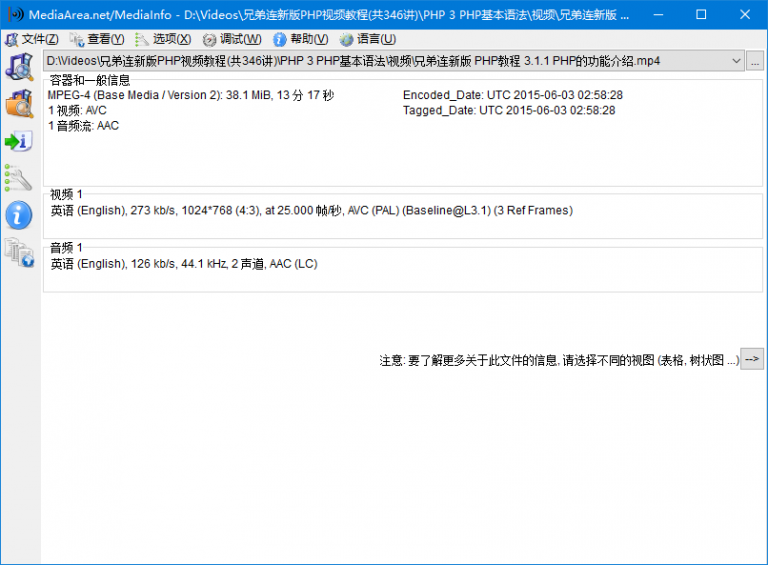 MediaArea.net/MediaInfo - D:\Videos\兄弟连新版PHP视频教程(共346讲)\PHP 3 PHP基本语法\视频\兄弟连新版 ...
文件(Z) 查看(Y) 选项(X) 调试(W) 帮助(V) 语言(U)
D:\Videos\兄弟连新版PHP视频教程(共346讲)\PHP 3 PHP基本语法\视频\兄弟连新版 PHP教程 3.1.1 PHP的功能介绍.mp4 ...
容器和一般信息
MPEG-4 (Base Media / Version 2): 38.1 MiB, 13 分 17 秒 Encoded_Date: UTC 2015-06-03 02:58:28
1 视频: AVC Tagged_Date: UTC 2015-06-03 02:58:28
1 音频流: AAC
视频 1
英语 (English), 273 kb/s, 1024*768 (4:3), at 25.000 帧/秒, AVC (PAL) (Baseline@L3.1) (3 Ref Frames)
音频 1
英语 (English), 126 kb/s, 44.1 kHz, 2 声道, AAC (LC)
注意: 要了解更多关于此文件的信息, 请选择不同的视图 (表格, 树状图 ...) -->